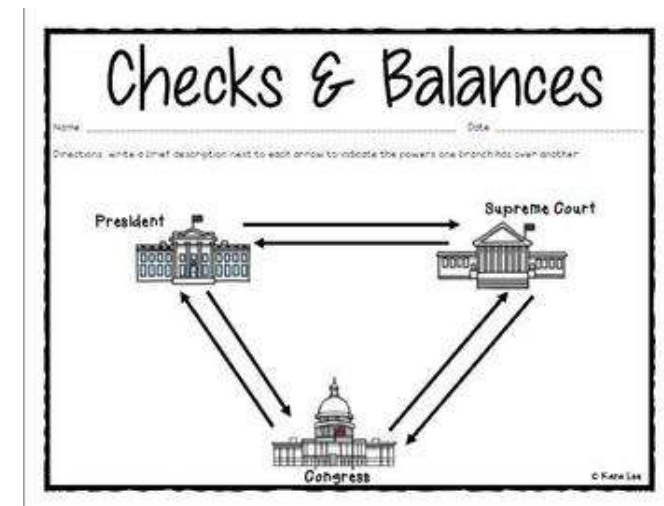 Checks & Balances
Name Date
Directions: write a brief description next to each arrow to indicate the powers one branch has over another
President
Supreme Court
Congress
© Kara Lee